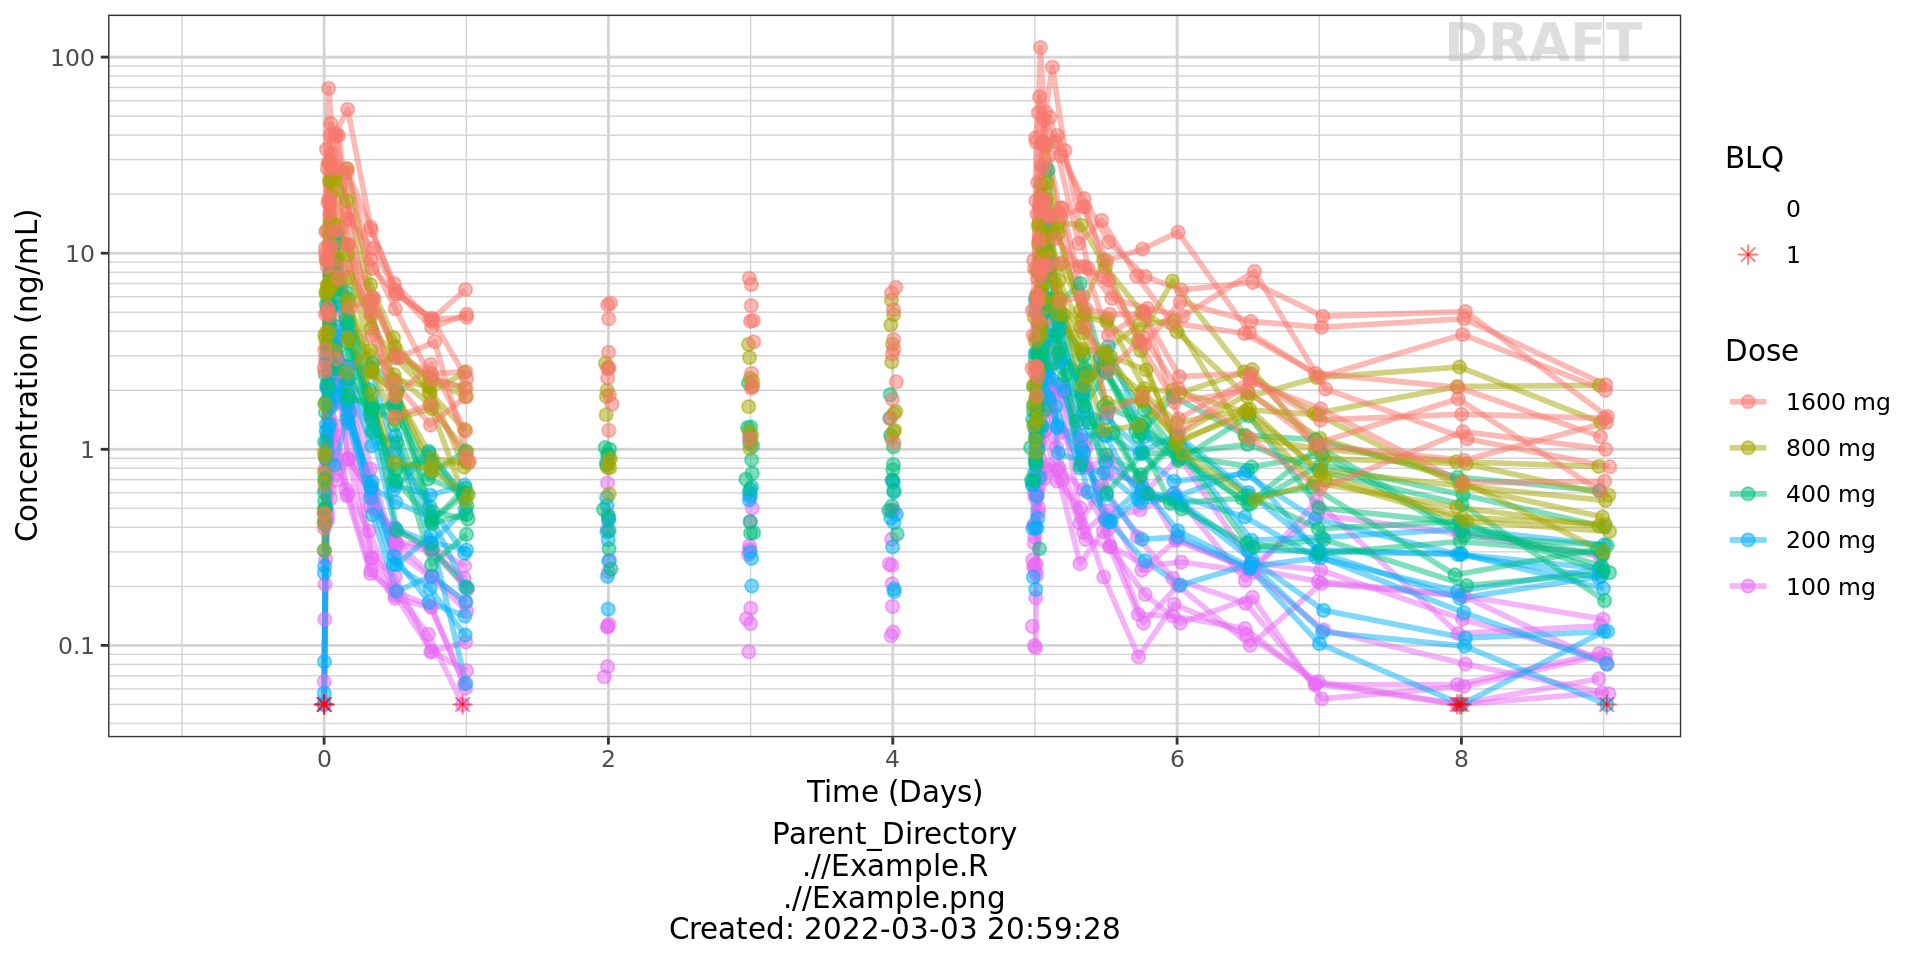 DRAFT
100
10
1
0.1
Concentration (ng/mL)
0
2
4
6
8
Time (Days)
Parent_Directory
.//Example.R
.//Example.png
Created: 2022-03-03 20:59:28
BLQ
0
1
Dose
1600 mg
800 mg
400 mg
200 mg
100 mg